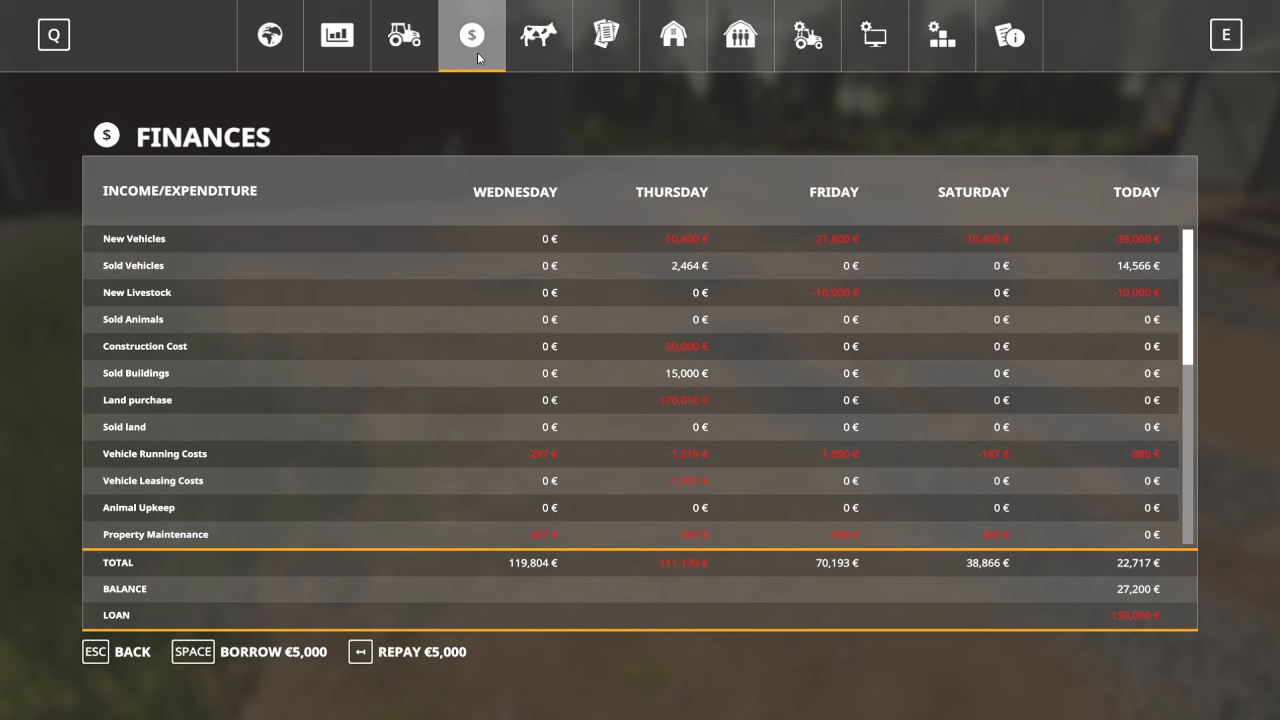 Q
$
E
$ FINANCES
INCOME/EXPENDITURE WEDNESDAY THURSDAY FRIDAY SATURDAY TODAY
New Vehicles 0 € -10,400 € -21,800 € -10,400 € -39,000 €
Sold Vehicles 0 € 2,464 € 0 € 0 € 14,566 €
New Livestock 0 € 0 € -10,000 € 0 € -10,000 €
Sold Animals 0 € 0 € 0 € 0 € 0 €
Construction Cost 0 € -30,000 € 0 € 0 € 0 €
Sold Buildings 0 € 15,000 € 0 € 0 € 0 €
Land purchase 0 € -170,010 € 0 € 0 € 0 €
Sold land 0 € 0 € 0 € 0 € 0 €
Vehicle Running Costs -297 € -1,319 € -1,690 € -167 € -880 €
Vehicle Leasing Costs 0 € 0 € 0 € 0 €
Animal Upkeep 0 € 0 € 0 € 0 € 0 €
Property Maintenance 0 €
TOTAL 119,804 € -111,130 € 70,193 € 38,866 € 22,717 €
BALANCE 27,200 €
LOAN -150,000 €
ESC BACK SPACE BORROW €5,000 ↔ REPAY €5,000